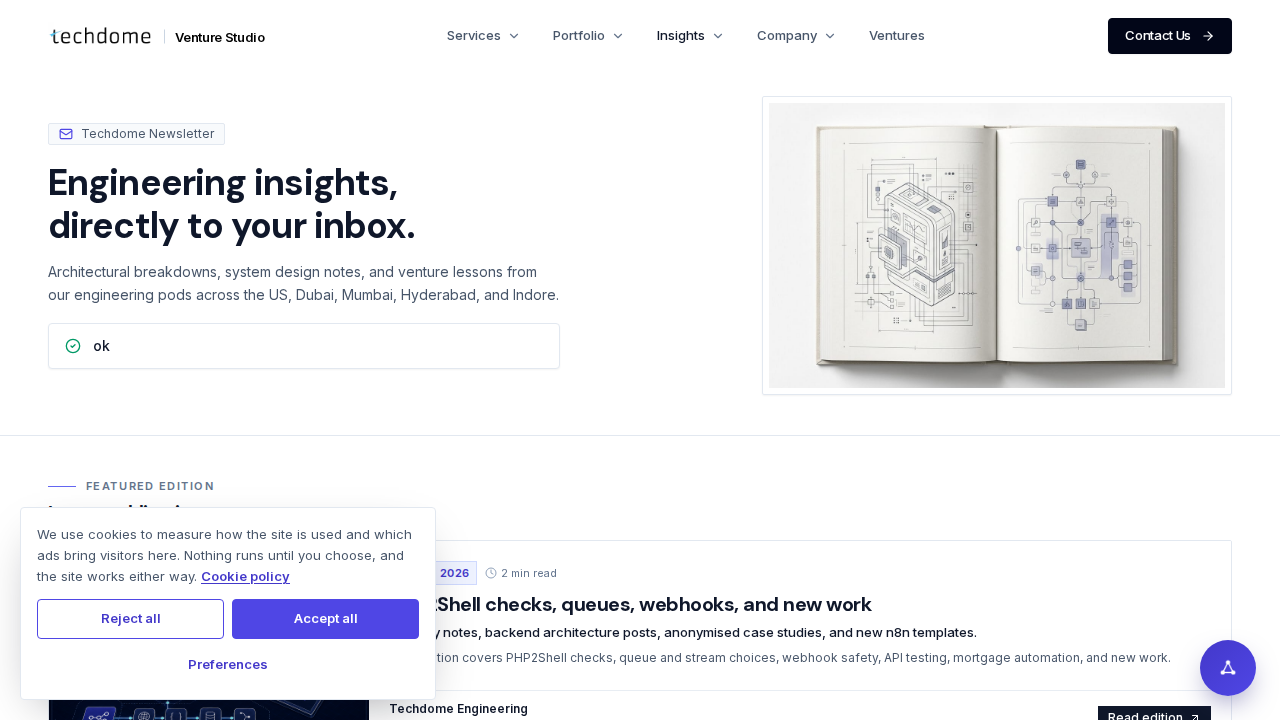 techdome Venture Studio
Services
Portfolio
Insights
Company
Ventures
Contact Us
Techdome Newsletter
Engineering insights,
directly to your inbox.
Architectural breakdowns, system design notes, and venture lessons from
our engineering pods across the US, Dubai, Mumbai, Hyderabad, and Indore.
ok
FEATURED EDITION
2026
2 min read
Shell checks, queues, webhooks, and new work
notes, backend architecture posts, anonymised case studies, and new n8n templates.
covers PHP2Shell checks, queue and stream choices, webhook safety, API testing, mortgage automation, and new work.
Techdome Engineering
Read edition
We use cookies to measure how the site is used and which
ads bring visitors here. Nothing runs until you choose, and
the site works either way. Cookie policy
Reject all
Accept all
Preferences